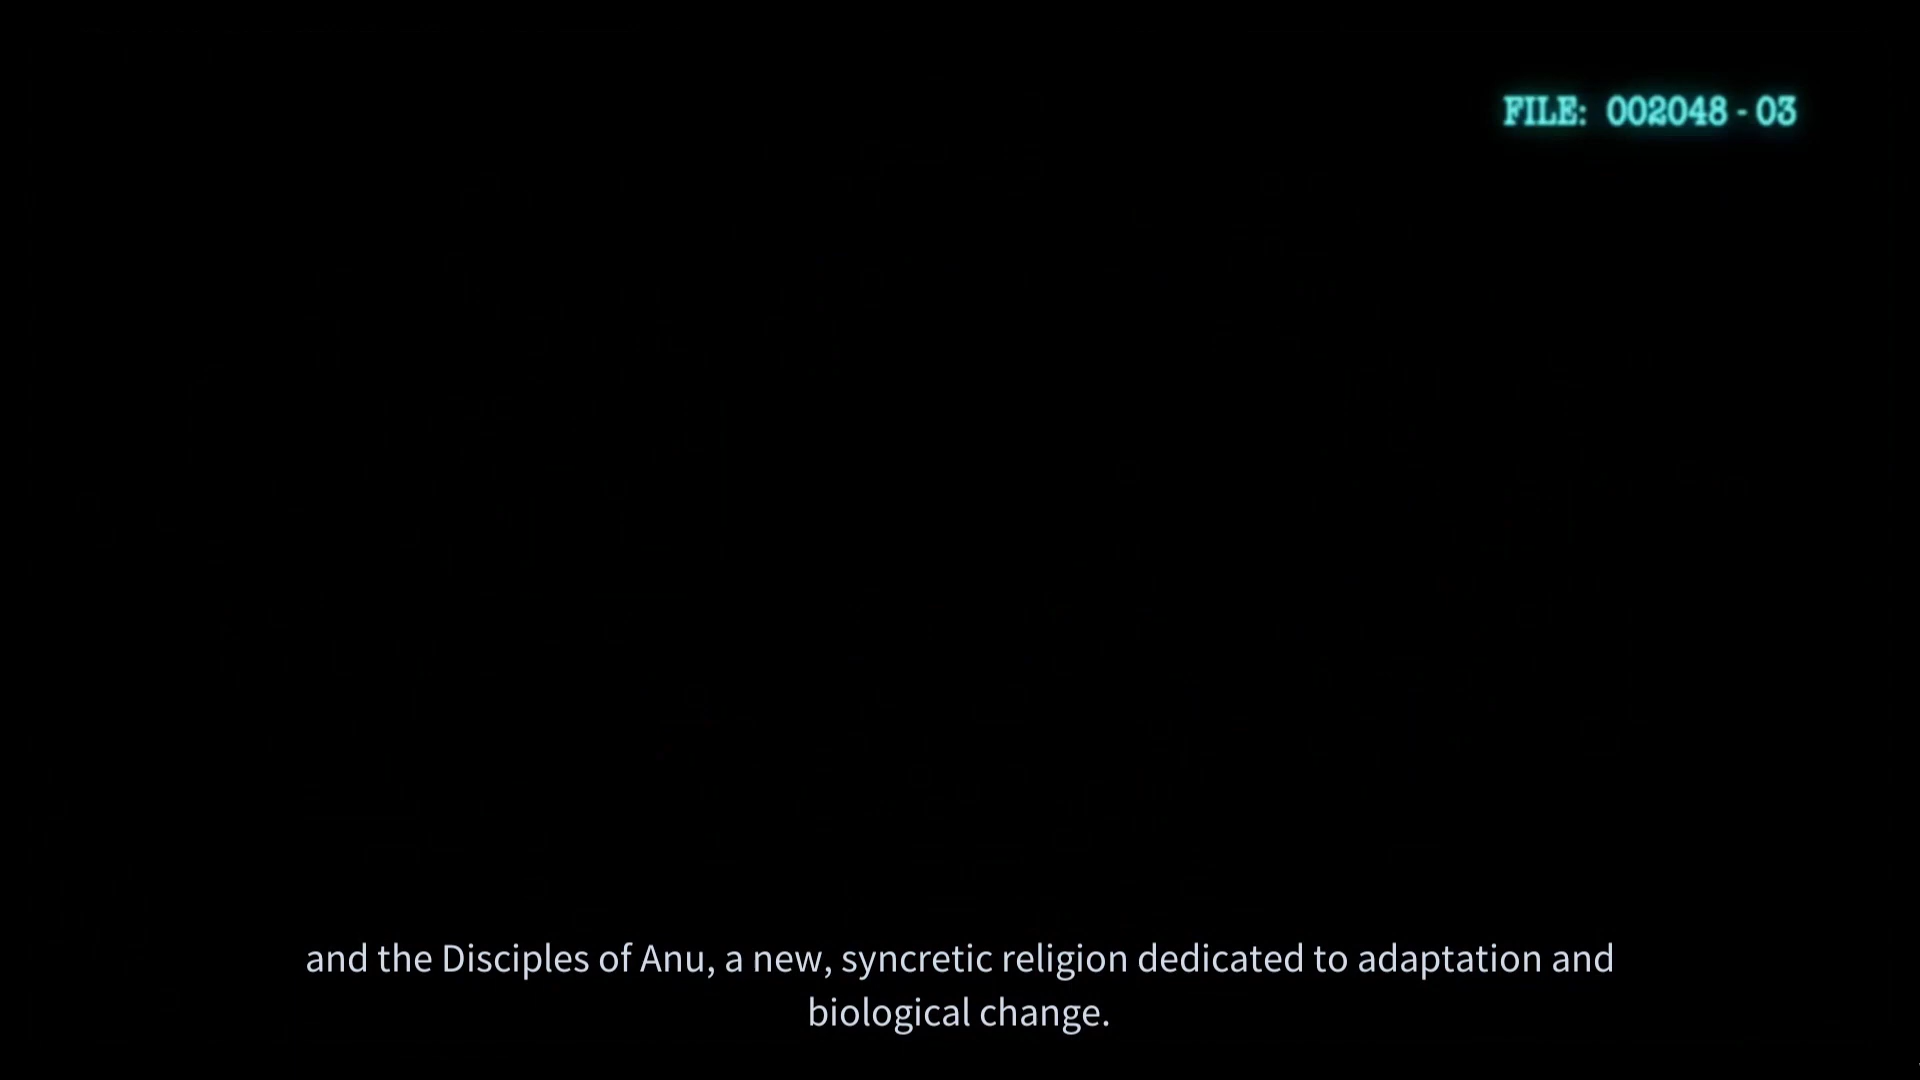 FILE: 002048 - 03
and the Disciples of Anu, a new, syncretic religion dedicated to adaptation and
biological change.